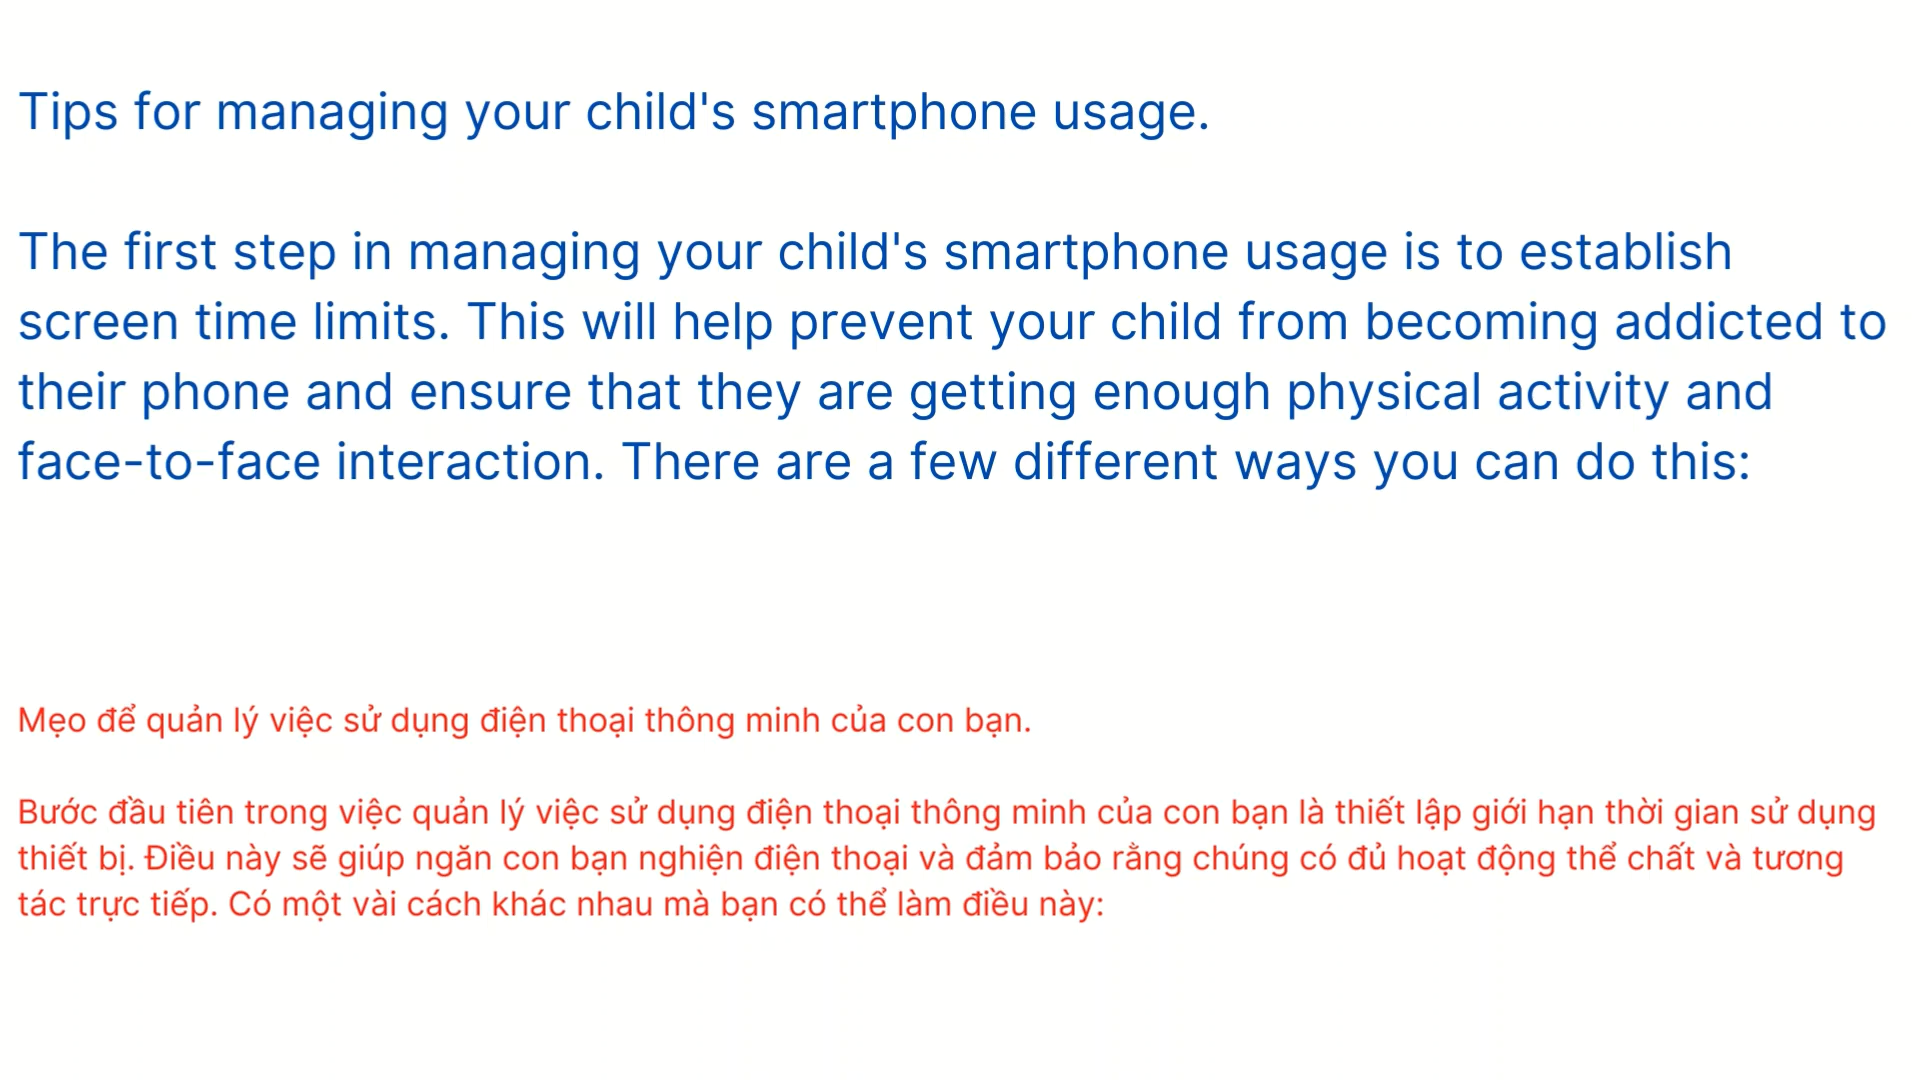 Tips for managing your child's smartphone usage.
The first step in managing your child's smartphone usage is to establish
screen time limits. This will help prevent your child from becoming addicted to
their phone and ensure that they are getting enough physical activity and
face-to-face interaction. There are a few different ways you can do this:
Mẹo để quản lý việc sử dụng điện thoại thông minh của con bạn.
Bước đầu tiên trong việc quản lý việc sử dụng điện thoại thông minh của con bạn là thiết lập giới hạn thời gian sử dụng
thiết bị. Điều này sẽ giúp ngăn con bạn nghiện điện thoại và đảm bảo rằng chúng có đủ hoạt động thể chất và tương
tác trực tiếp. Có một vài cách khác nhau mà bạn có thể làm điều này: